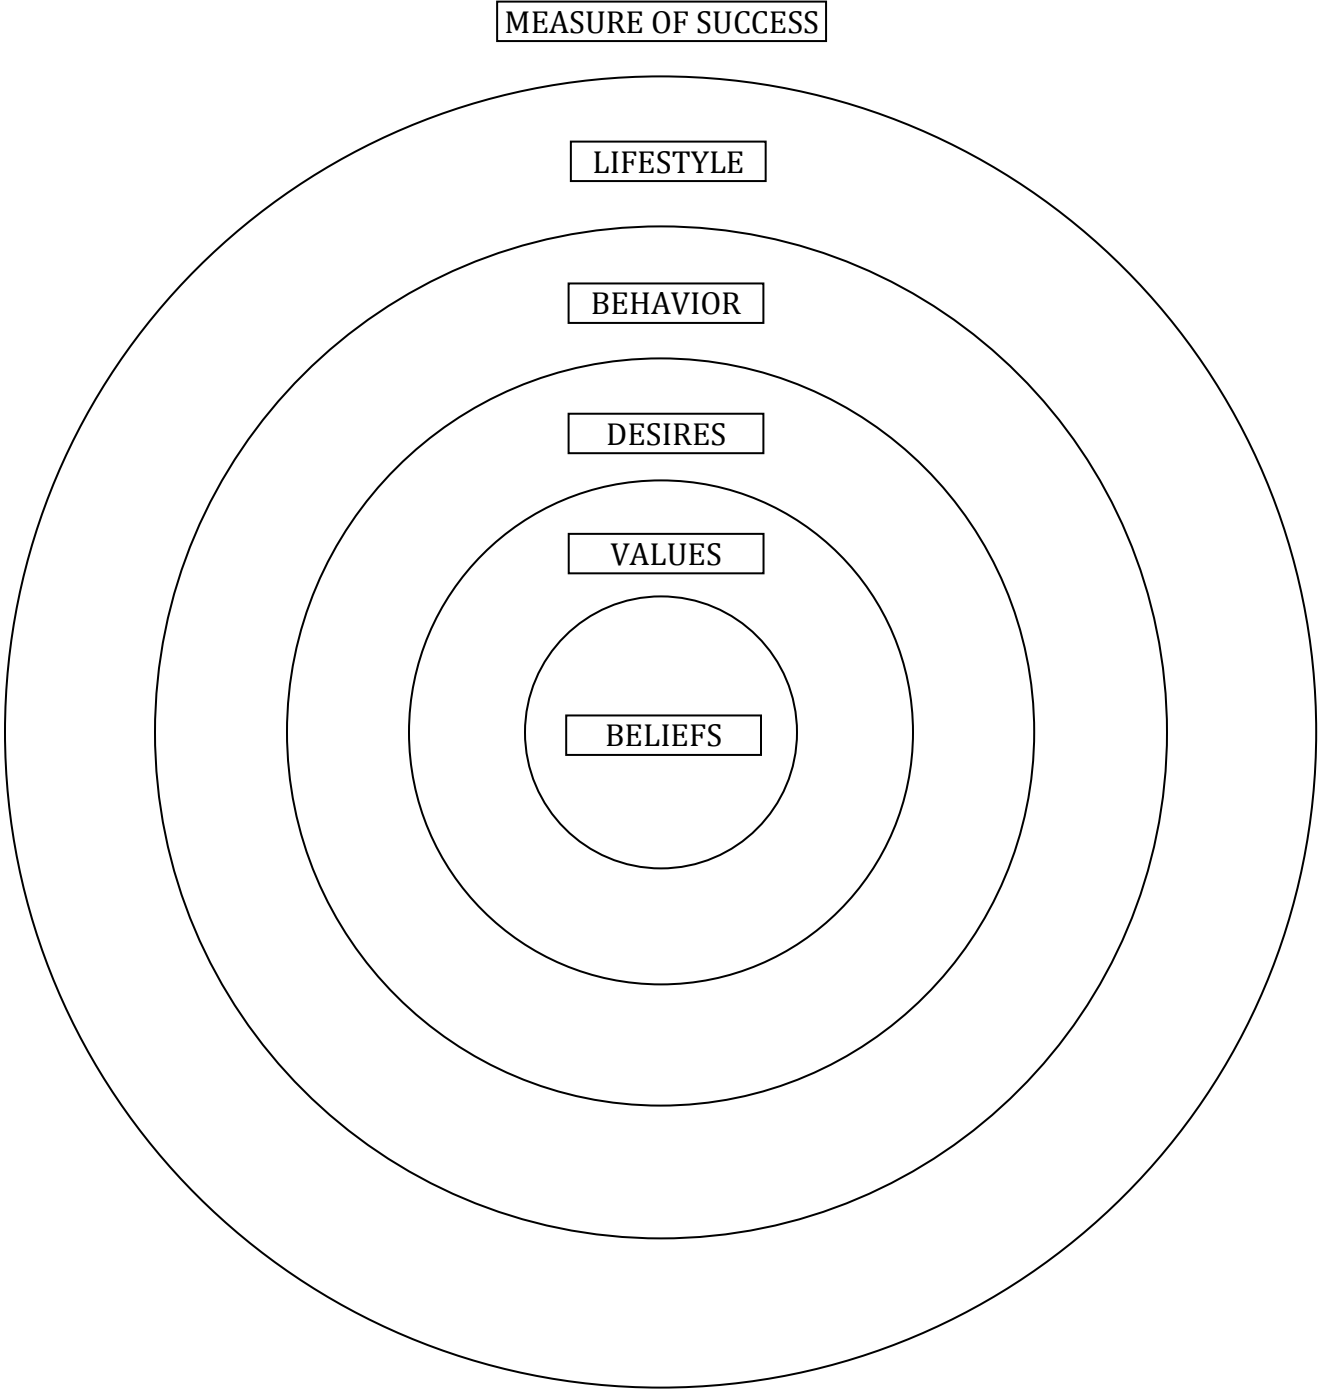 MEASURE OF SUCCESS
LIFESTYLE
BEHAVIOR
DESIRES
VALUES
BELIEFS